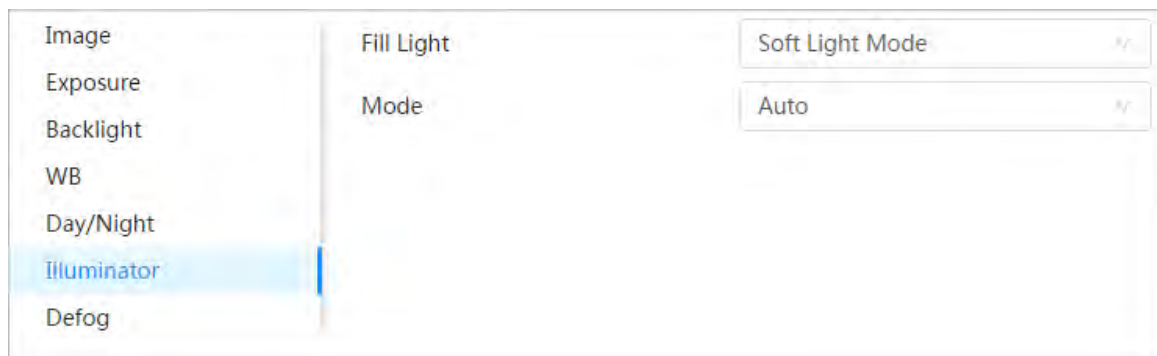 Image
Exposure
Backlight
WB
Day/Night
Illuminator
Defog
Fill Light
Soft Light Mode
Mode
Auto